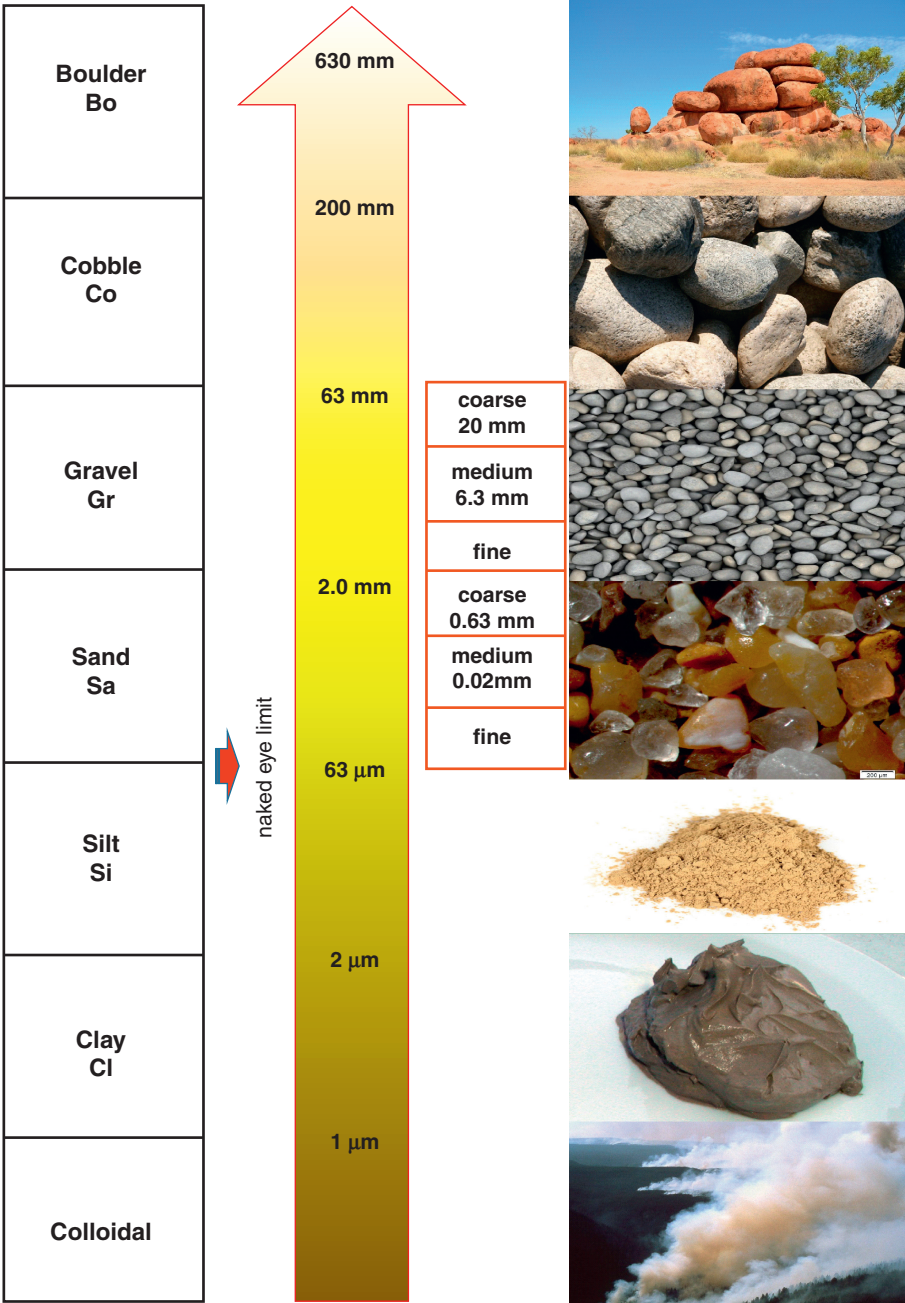 Boulder
Bo
630 mm
200 mm
Cobble
Co
63 mm
coarse
20 mm
Gravel
Gr
medium
6.3 mm
fine
2.0 mm
coarse
0.63 mm
Sand
Sa
medium
0.02mm
fine
naked eye limit
63 μm
200 μm
Silt
Si
2 μm
Clay
Cl
1 μm
Colloidal